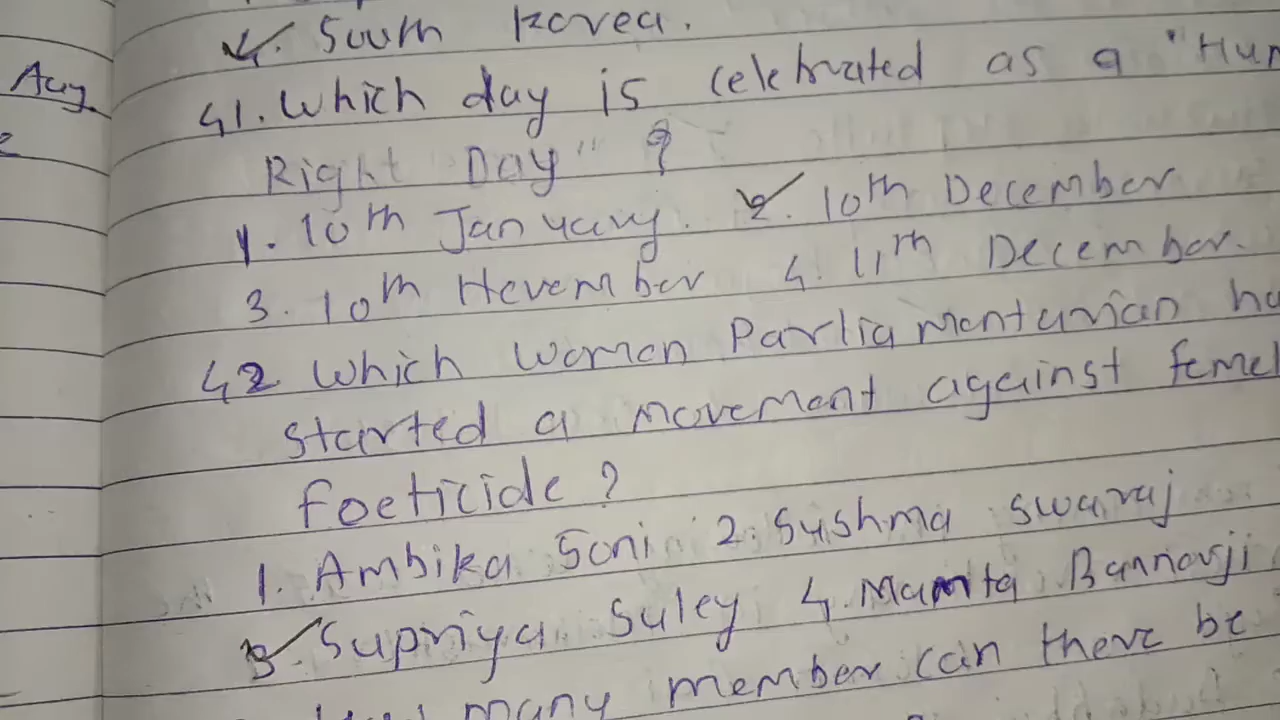 4. South Korea.
Aug.
41. Which day is celebrated as a "Hum
Right Day" ?
1. 10th January. 2. 10th December
3. 10th Hevember 4. 11th December.
42 Which women Parliamentarian ha
started a movement against femel
foeticide ?
1. Ambika Soni 2. Sushma Swaraj
3. Supriya Suley 4. Mamta Bannarji
many member can there be